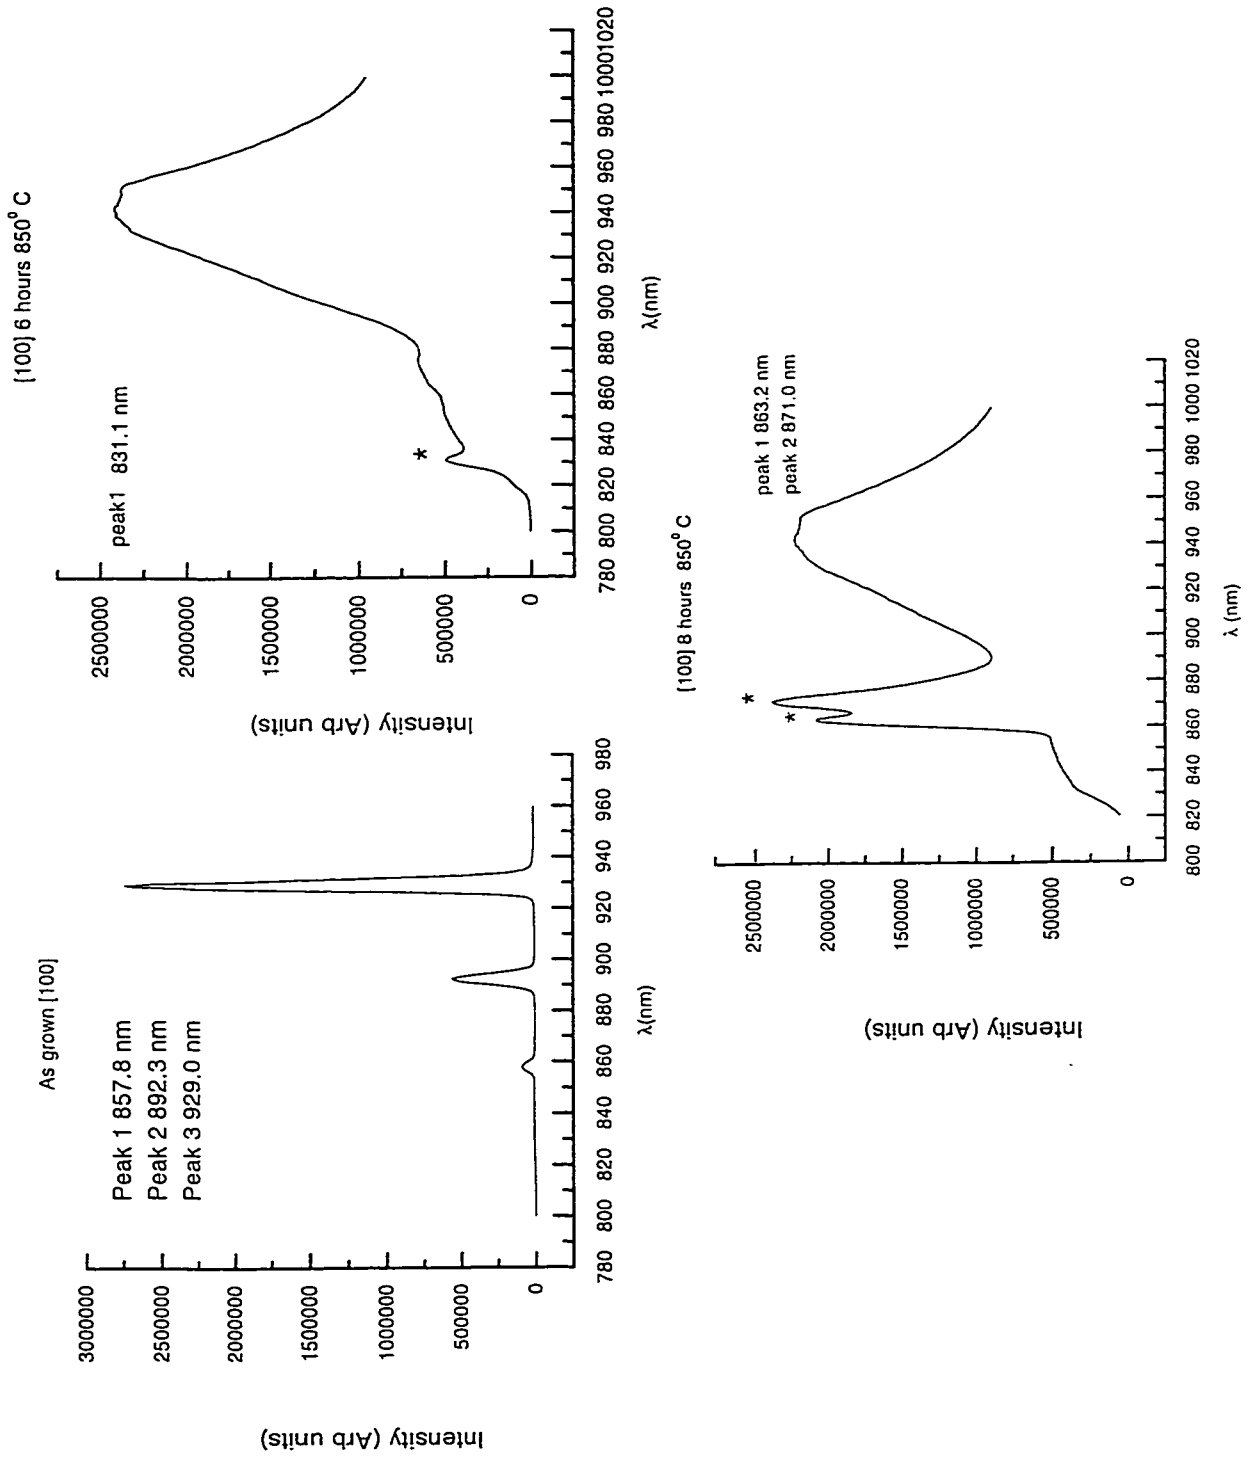 As grown [100]
Peak 1 857.8 nm
Peak 2 892.3 nm
Peak 3 929.0 nm
3000000
2500000
2000000
1500000
1000000
500000
0
Intensity (Arb units)
780 800 820 840 860 880 900 920 940 960 980
λ(nm)
[100] 6 hours 850⁰ C
peak1 831.1 nm
*
2500000
2000000
1500000
1000000
500000
0
Intensity (Arb units)
780 800 820 840 860 880 900 920 940 960 980 1000 1020
λ(nm)
[100] 8 hours 850⁰ C
peak 1 863.2 nm
peak 2 871.0 nm
*
*
2500000
2000000
1500000
1000000
500000
0
Intensity (Arb units)
800 820 840 860 880 900 920 940 960 980 1000 1020
λ (nm)